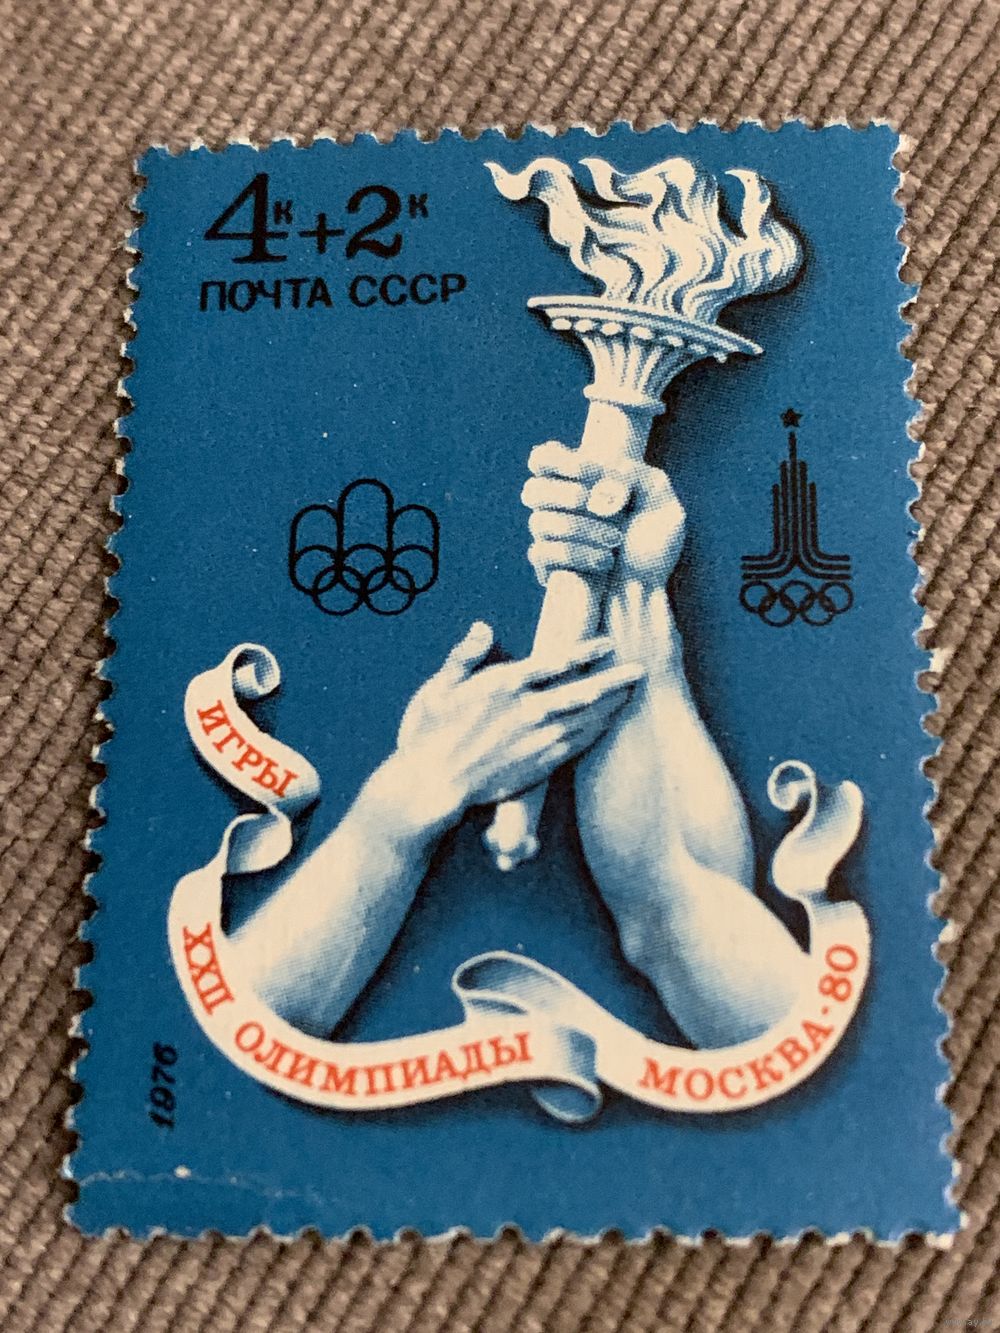 4к+2к
ПОЧТА СССР
ИГРЫ
XXII ОЛИМПИАДЫ
МОСКВА·80
1976